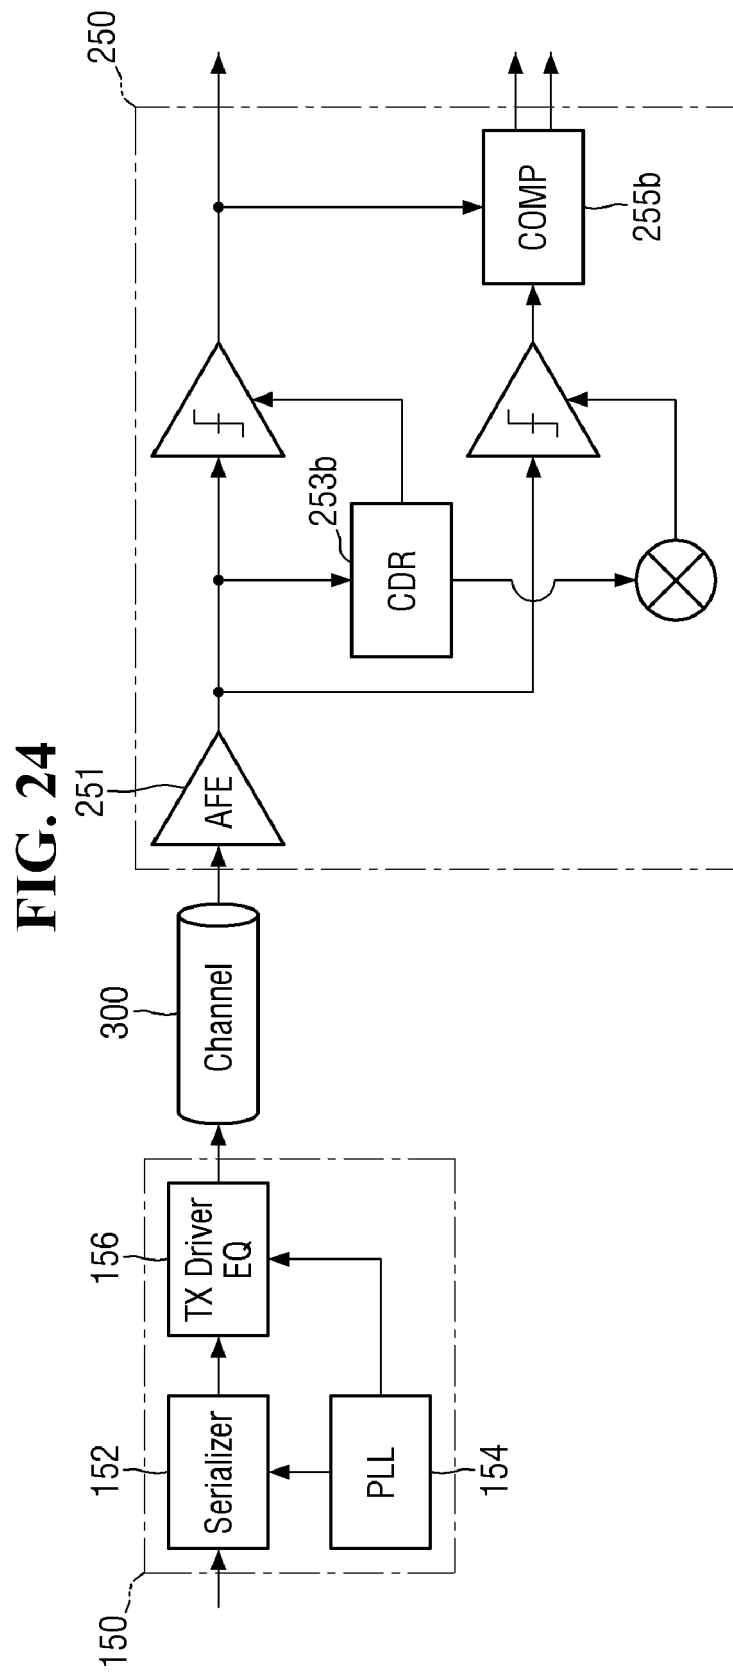 FIG. 24
150
152
Serializer
PLL
154
156
TX Driver
EQ
300
Channel
250
251
AFE
253b
CDR
COMP
255b